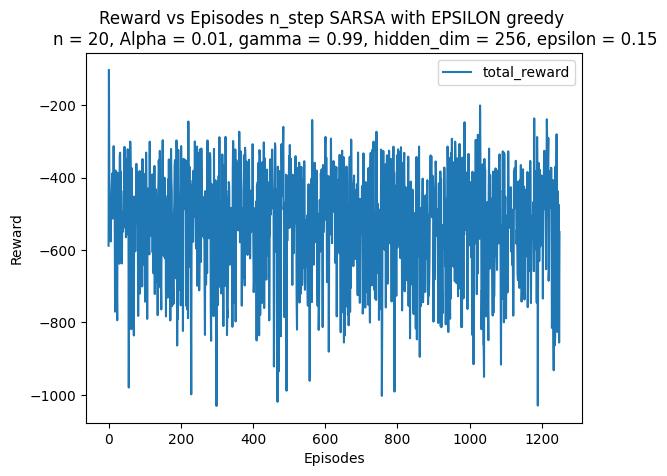 Reward vs Episodes n_step SARSA with EPSILON greedy
n = 20, Alpha = 0.01, gamma = 0.99, hidden_dim = 256, epsilon = 0.15
total_reward
−200
−400
−600
−800
−1000
Reward
0 200 400 600 800 1000 1200
Episodes